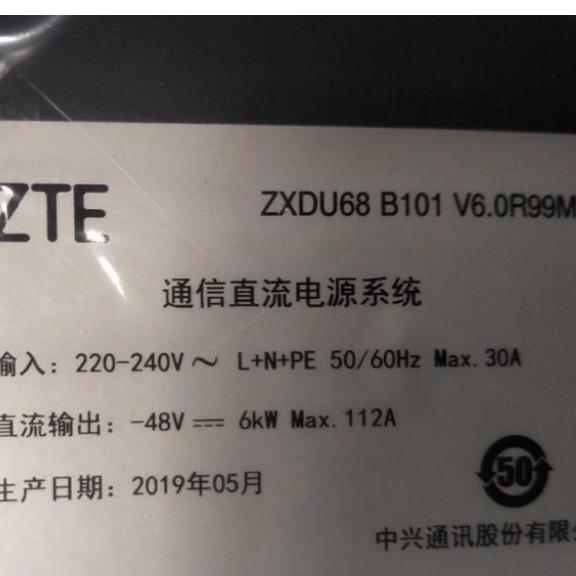 ZTE
ZXDU68 B101 V6.0R99M
通信直流电源系统
输入: 220-240V ～ L+N+PE 50/60Hz Max. 30A
直流输出: -48V ⎓ 6kW Max. 112A
生产日期: 2019年05月
50
中兴通讯股份有限